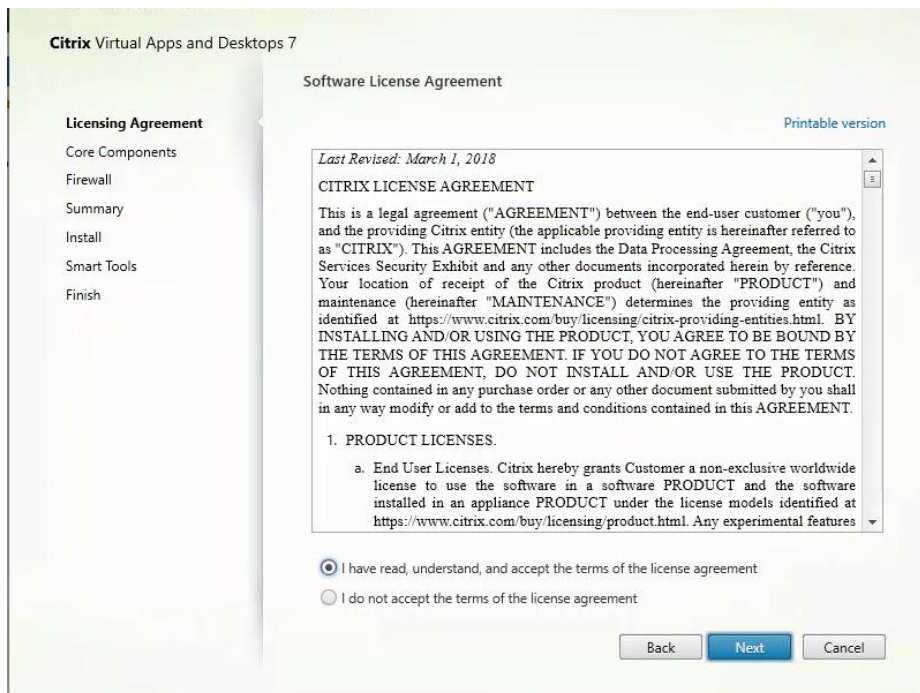 Citrix Virtual Apps and Desktops 7
Software License Agreement
Licensing Agreement
Core Components
Firewall
Summary
Install
Smart Tools
Finish
Printable version
Last Revised: March 1, 2018
CITRIX LICENSE AGREEMENT
This is a legal agreement ("AGREEMENT") between the end-user customer ("you"),
and the providing Citrix entity (the applicable providing entity is hereinafter referred to
as "CITRIX"). This AGREEMENT includes the Data Processing Agreement, the Citrix
Services Security Exhibit and any other documents incorporated herein by reference.
Your location of receipt of the Citrix product (hereinafter "PRODUCT") and
maintenance (hereinafter "MAINTENANCE") determines the providing entity as
identified at https://www.citrix.com/buy/licensing/citrix-providing-entities.html. BY
INSTALLING AND/OR USING THE PRODUCT, YOU AGREE TO BE BOUND BY
THE TERMS OF THIS AGREEMENT. IF YOU DO NOT AGREE TO THE TERMS
OF THIS AGREEMENT, DO NOT INSTALL AND/OR USE THE PRODUCT.
Nothing contained in any purchase order or any other document submitted by you shall
in any way modify or add to the terms and conditions contained in this AGREEMENT.
1. PRODUCT LICENSES.
a. End User Licenses. Citrix hereby grants Customer a non-exclusive worldwide
license to use the software in a software PRODUCT and the software
installed in an appliance PRODUCT under the license models identified at
https://www.citrix.com/buy/licensing/product.html. Any experimental features
I have read, understand, and accept the terms of the license agreement
I do not accept the terms of the license agreement
Back
Next
Cancel